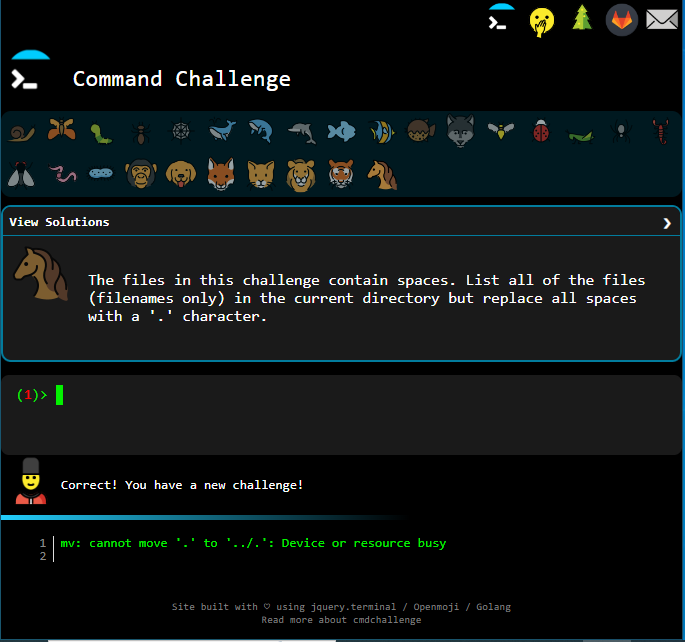 Command Challenge
View Solutions
The files in this challenge contain spaces. List all of the files
(filenames only) in the current directory but replace all spaces
with a '.' character.
(1)>
Correct! You have a new challenge!
1 mv: cannot move '.' to '../.': Device or resource busy
2
Site built with ♡ using jquery.terminal / Openmoji / Golang
Read more about cmdchallenge